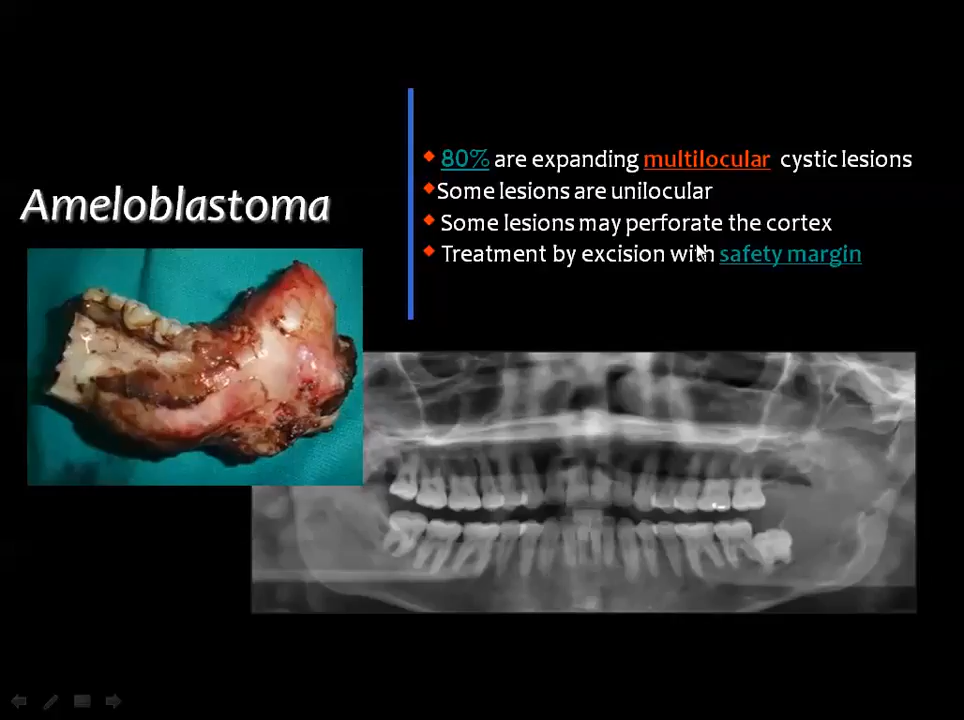 Ameloblastoma
80% are expanding multilocular cystic lesions
Some lesions are unilocular
Some lesions may perforate the cortex
Treatment by excision with safety margin